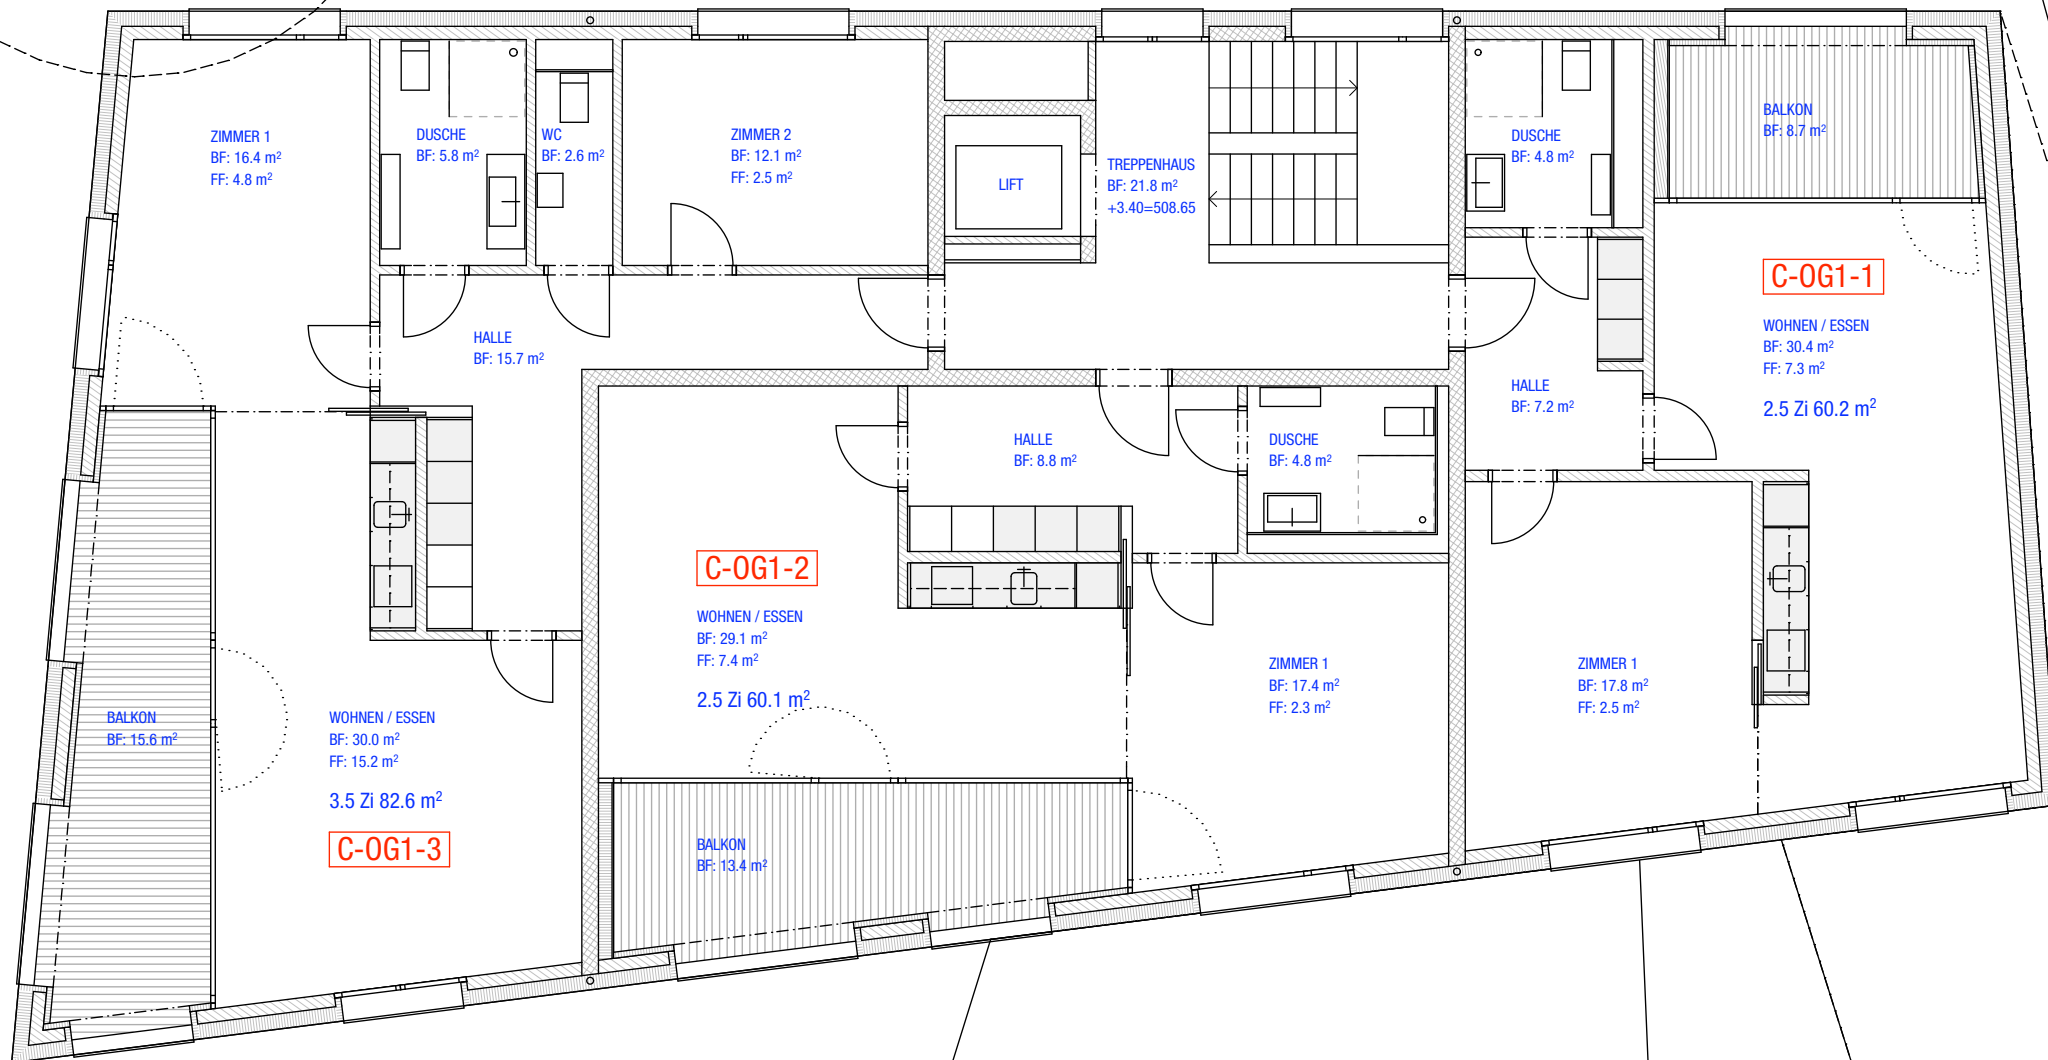 ZIMMER 1
BF: 16.4 m²
FF: 4.8 m²
DUSCHE
BF: 5.8 m²
WC
BF: 2.6 m²
ZIMMER 2
BF: 12.1 m²
FF: 2.5 m²
LIFT
TREPPENHAUS
BF: 21.8 m²
+3.40=508.65
DUSCHE
BF: 4.8 m²
BALKON
BF: 8.7 m²
C-OG1-1
WOHNEN / ESSEN
BF: 30.4 m²
FF: 7.3 m²
2.5 Zi 60.2 m²
HALLE
BF: 15.7 m²
HALLE
BF: 7.2 m²
HALLE
BF: 8.8 m²
DUSCHE
BF: 4.8 m²
C-OG1-2
WOHNEN / ESSEN
BF: 29.1 m²
FF: 7.4 m²
2.5 Zi 60.1 m²
ZIMMER 1
BF: 17.4 m²
FF: 2.3 m²
ZIMMER 1
BF: 17.8 m²
FF: 2.5 m²
BALKON
BF: 15.6 m²
WOHNEN / ESSEN
BF: 30.0 m²
FF: 15.2 m²
3.5 Zi 82.6 m²
C-OG1-3
BALKON
BF: 13.4 m²